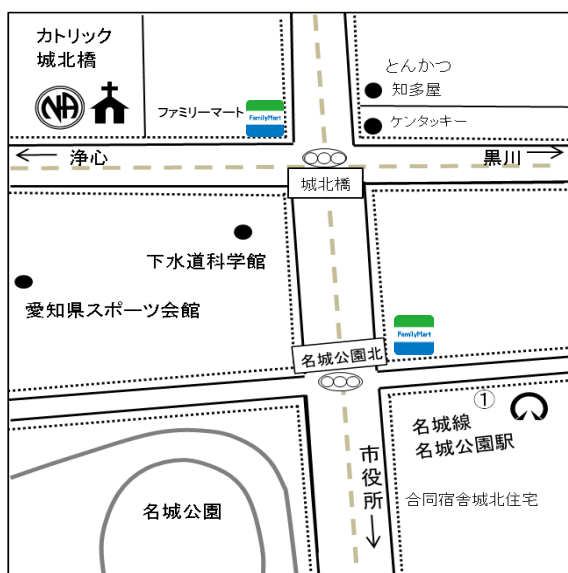 カトリック
城北橋
NA
ファミリーマート
FamilyMart
とんかつ
知多屋
ケンタッキー
浄心
黒川
城北橋
下水道科学館
愛知県スポーツ会館
FamilyMart
名城公園北
①
名城線
名城公園駅
市役所
合同宿舎城北住宅
名城公園